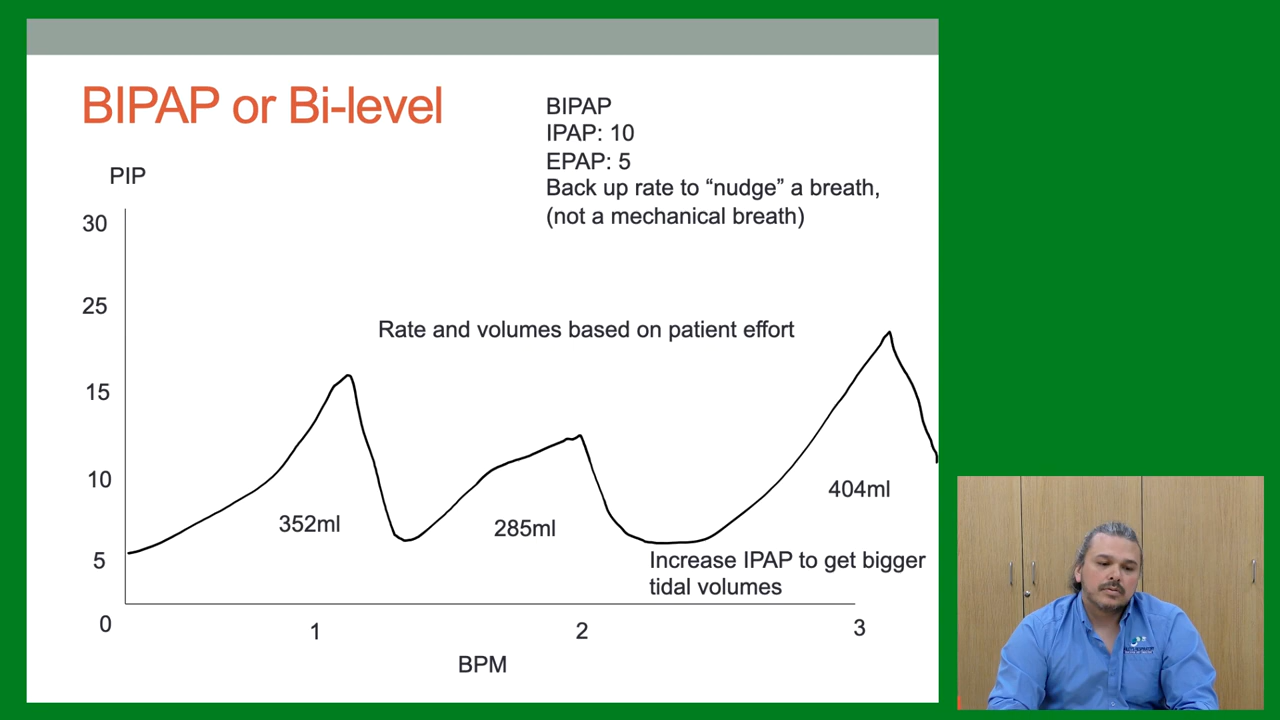 BIPAP or Bi-level
BIPAP
IPAP: 10
EPAP: 5
Back up rate to “nudge” a breath,
(not a mechanical breath)
PIP
30
25
Rate and volumes based on patient effort
15
10
404ml
352ml
285ml
5
Increase IPAP to get bigger
tidal volumes
0
1
2
3
BPM